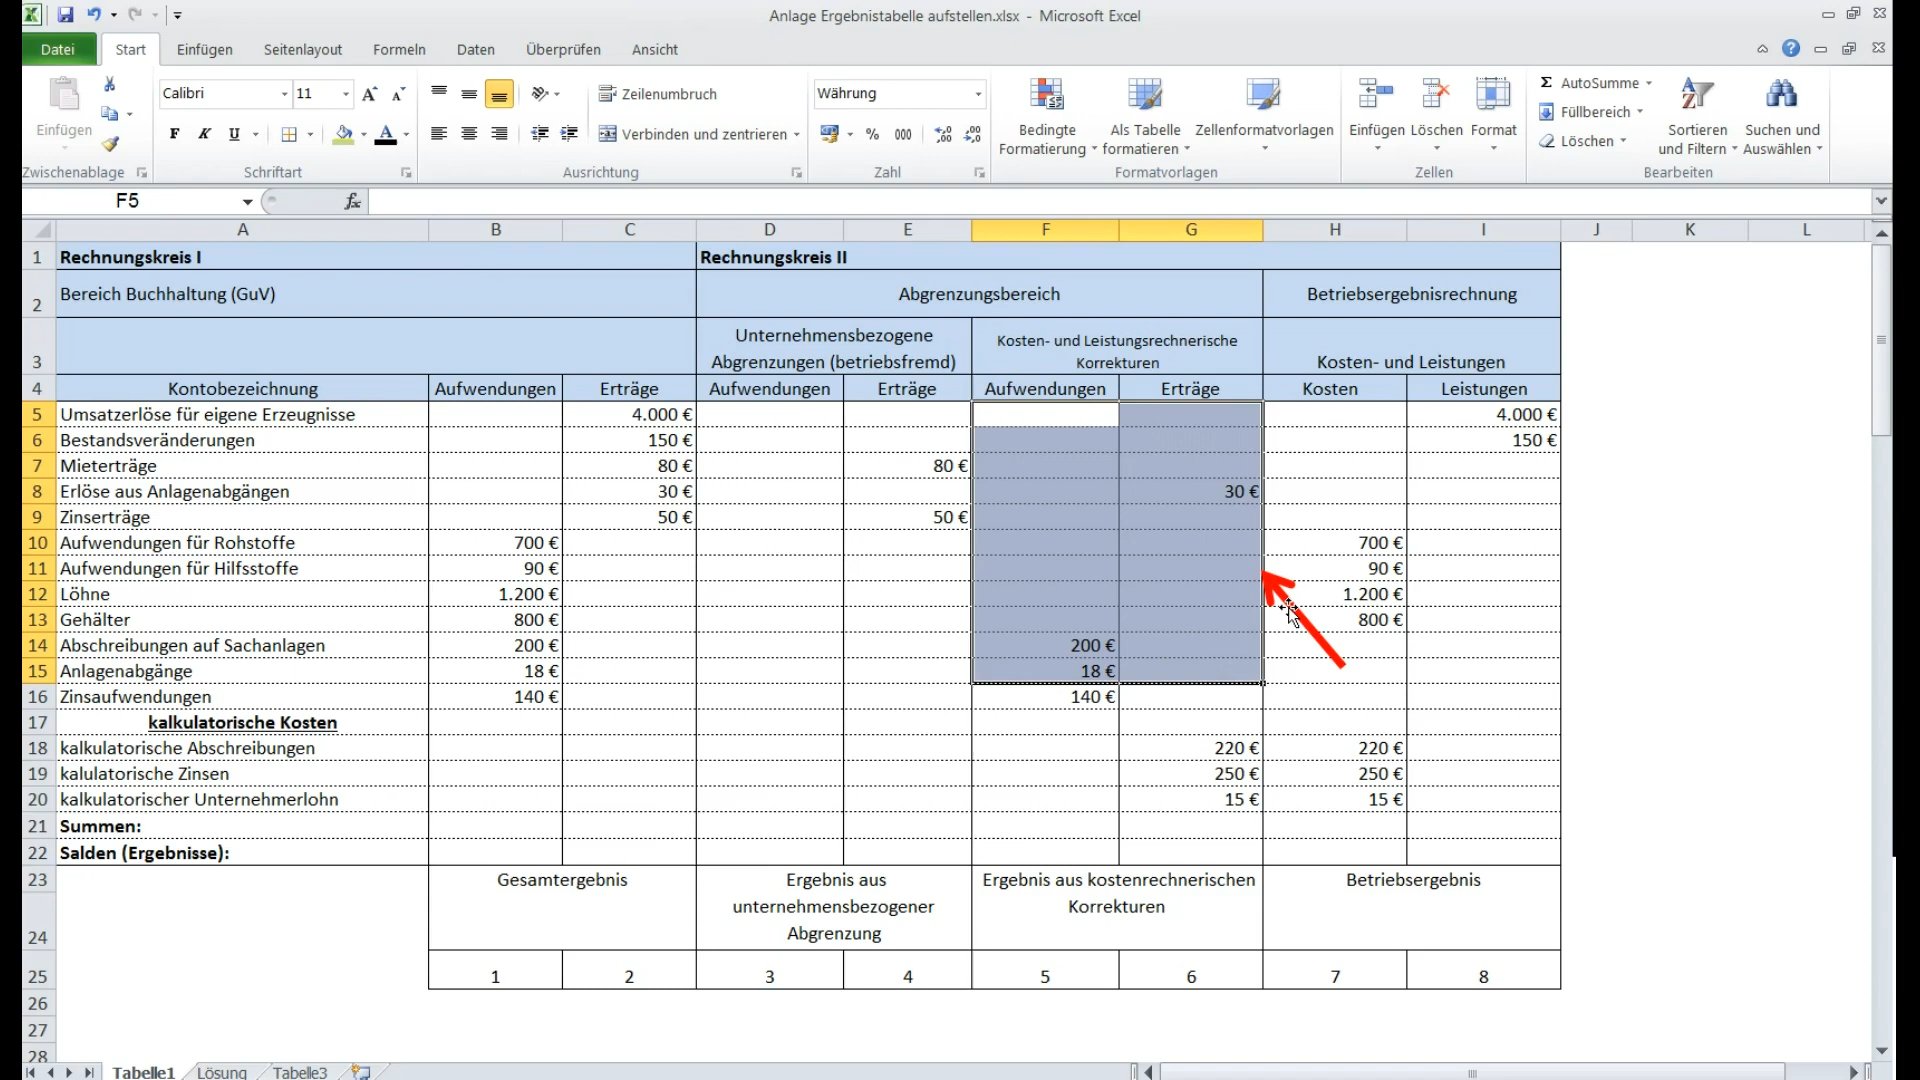 Anlage Ergebnistabelle aufstellen.xlsx - Microsoft Excel
Datei Start Einfügen Seitenlayout Formeln Daten Überprüfen Ansicht
Calibri 11 Zeilenumbruch Währung AutoSumme
Füllbereich
Einfügen F K U Verbinden und zentrieren % 000 Bedingte Formatierung Als Tabelle formatieren Zellenformatvorlagen Einfügen Löschen Format Löschen Sortieren und Filtern Suchen und Auswählen
Zwischenablage Schriftart Ausrichtung Zahl Formatvorlagen Zellen Bearbeiten
F5 fx
A B C D E F G H I J K L
1 Rechnungskreis I Rechnungskreis II
2 Bereich Buchhaltung (GuV) Abgrenzungsbereich Betriebsergebnisrechnung
3 Unternehmensbezogene Abgrenzungen (betriebsfremd) Kosten- und Leistungsrechnerische Korrekturen Kosten- und Leistungen
4 Kontobezeichnung Aufwendungen Erträge Aufwendungen Erträge Aufwendungen Erträge Kosten Leistungen
5 Umsatzerlöse für eigene Erzeugnisse 4.000 € 4.000 €
6 Bestandsveränderungen 150 € 150 €
7 Mieterträge 80 € 80 €
8 Erlöse aus Anlagenabgängen 30 € 30 €
9 Zinserträge 50 € 50 €
10 Aufwendungen für Rohstoffe 700 € 700 €
11 Aufwendungen für Hilfsstoffe 90 € 90 €
12 Löhne 1.200 € 1.200 €
13 Gehälter 800 € 800 €
14 Abschreibungen auf Sachanlagen 200 € 200 €
15 Anlagenabgänge 18 € 18 €
16 Zinsaufwendungen 140 € 140 €
17 kalkulatorische Kosten
18 kalkulatorische Abschreibungen 220 € 220 €
19 kalulatorische Zinsen 250 € 250 €
20 kalkulatorischer Unternehmerlohn 15 € 15 €
21 Summen:
22 Salden (Ergebnisse):
23 Gesamtergebnis Ergebnis aus Ergebnis aus kostenrechnerischen Betriebsergebnis
unternehmensbezogener Korrekturen
24 Abgrenzung
25 1 2 3 4 5 6 7 8
26
27
28
Tabelle1 Lösung Tabelle3